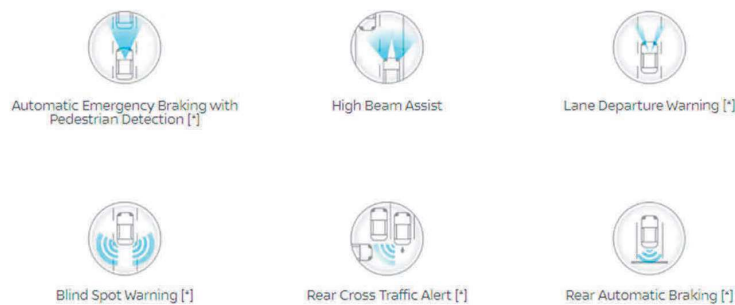 Automatic Emergency Braking with
Pedestrian Detection [*]
High Beam Assist
Lane Departure Warning [*]
Blind Spot Warning [*]
Rear Cross Traffic Alert [*]
Rear Automatic Braking [*]